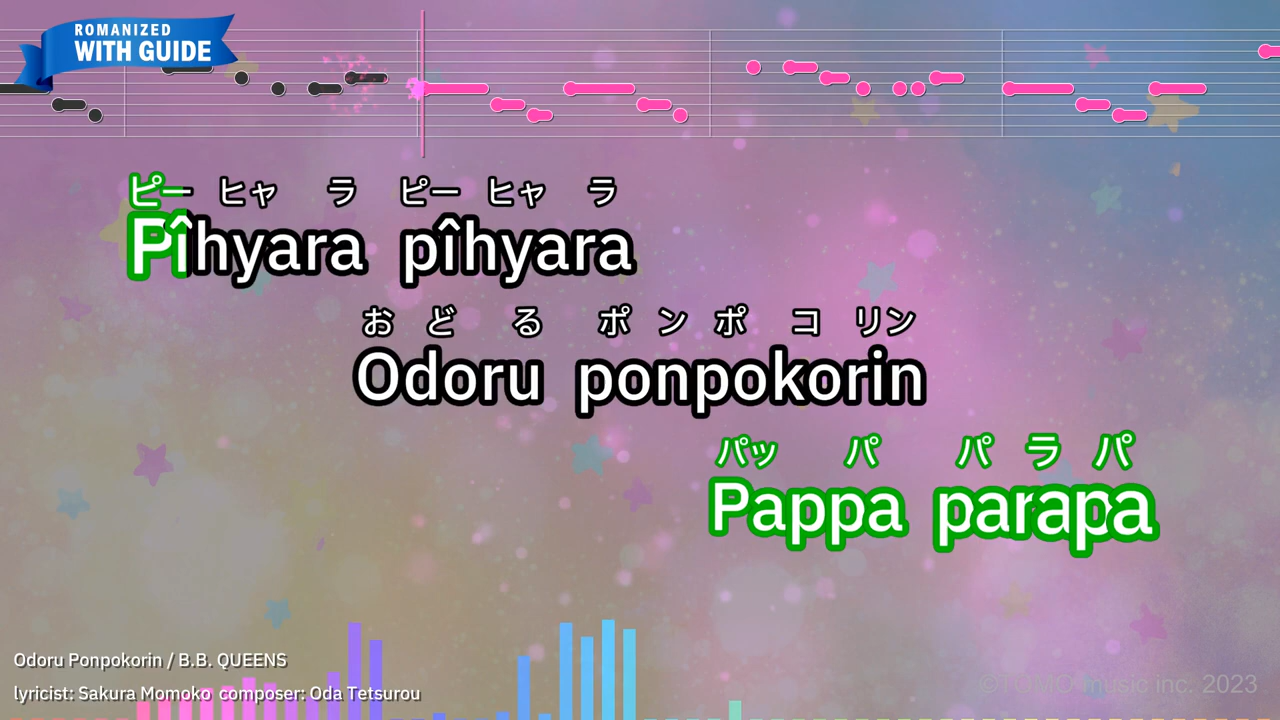 ROMANIZED
WITH GUIDE
ピー ヒャ ラ ピー ヒャ ラ
Pîhyara pîhyara
お ど る ポ ン ポ コ リン
Odoru ponpokorin
パッ パ パ ラ パ
Pappa parapa
Odoru Ponpokorin / B.B. QUEENS
lyricist: Sakura Momoko composer: Oda Tetsurou
©TOMO music inc. 2023